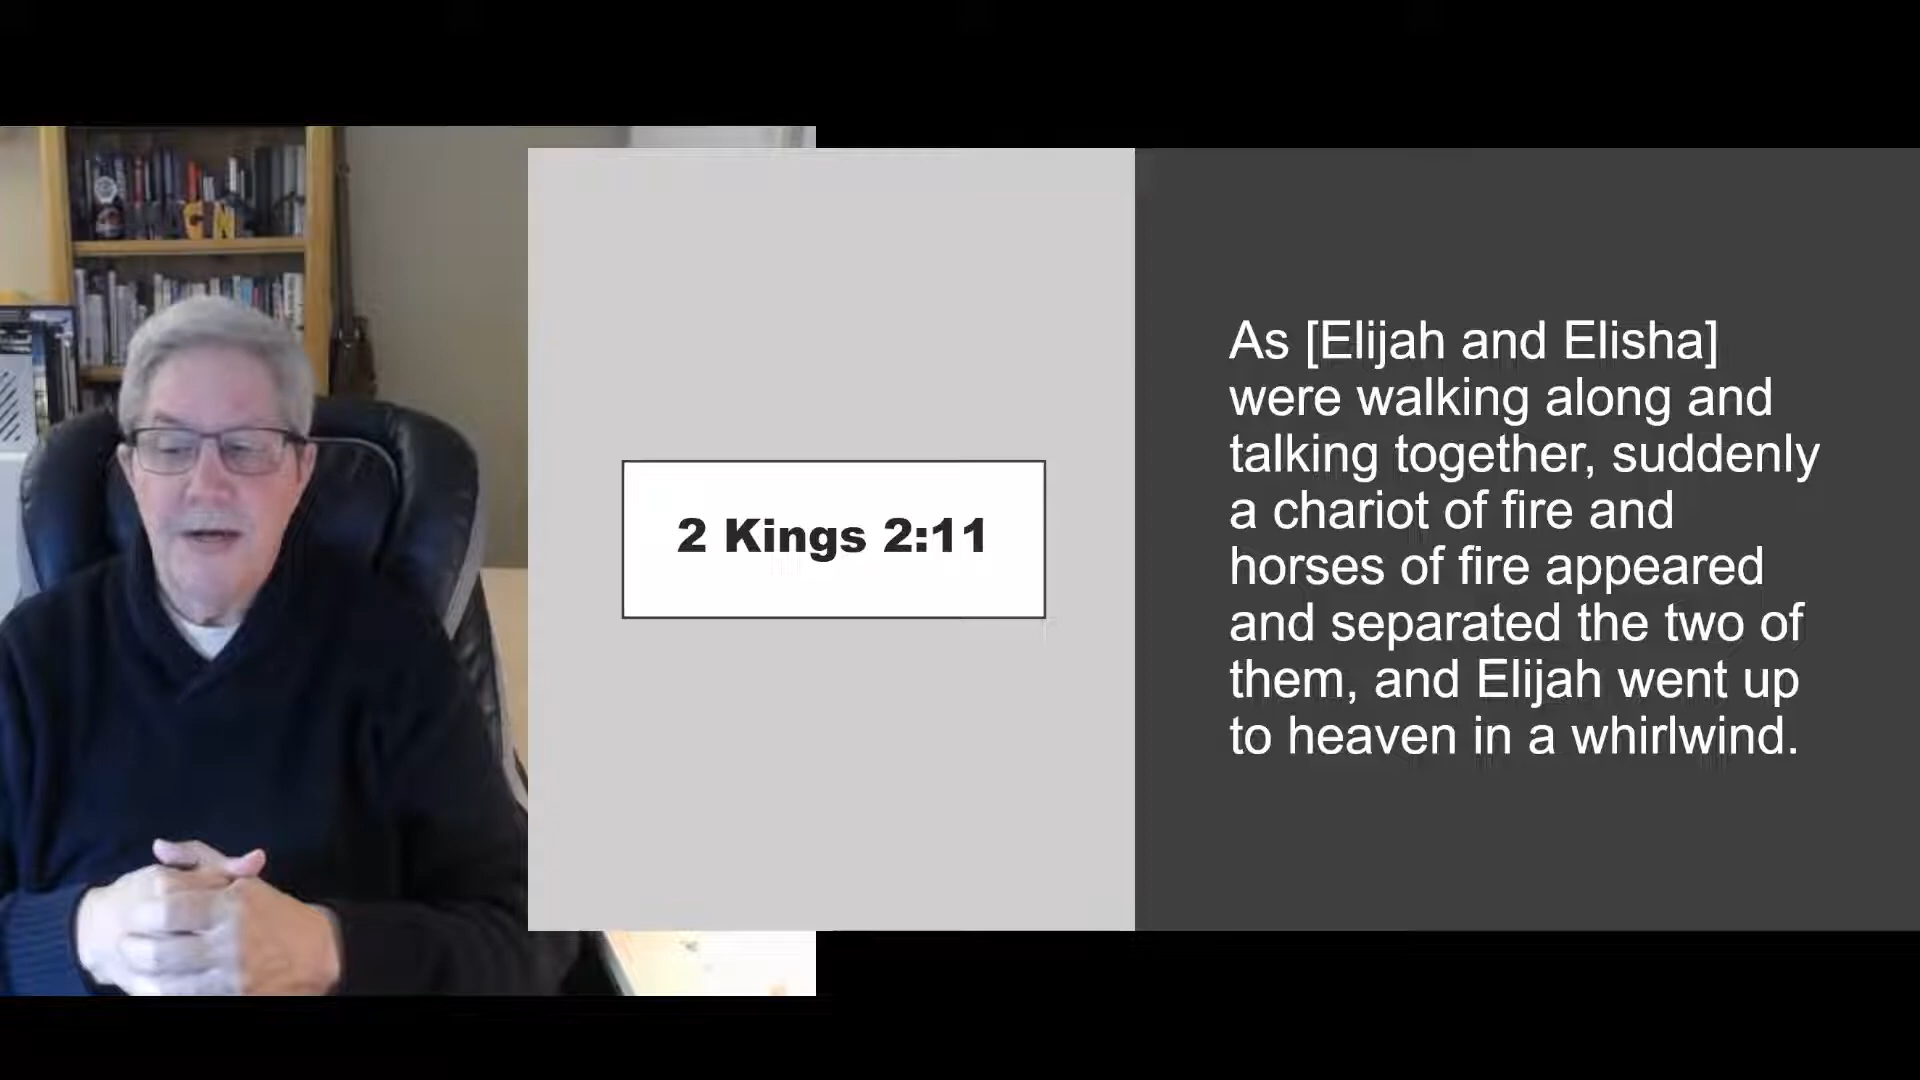 2 Kings 2:11
As [Elijah and Elisha]
were walking along and
talking together, suddenly
a chariot of fire and
horses of fire appeared
and separated the two of
them, and Elijah went up
to heaven in a whirlwind.